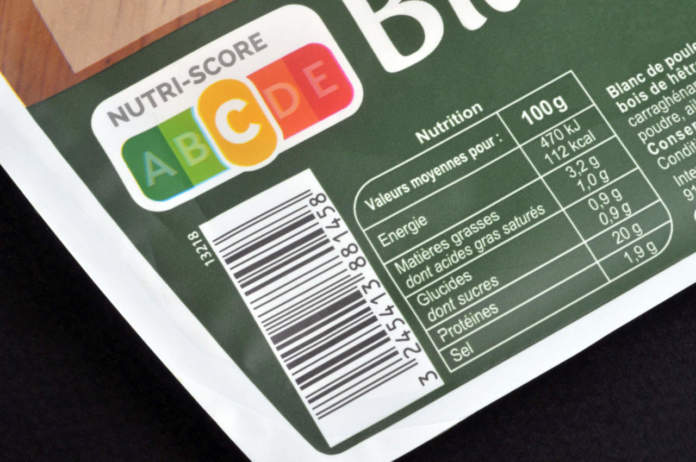 Bl
NUTRI-SCORE
A B C D E
13218
3 245413 881458
Nutrition
Valeurs moyennes pour : 100 g
Energie 470 kJ
112 kcal
Matières grasses 3,2 g
dont acides gras saturés 1,0 g
Glucides 0,9 g
dont sucres 0,9 g
Protéines 20 g
Sel 1,9 g
Blanc de poule
bois de hêtr
carraghéna
poudre,
Conse
Condit
Inte